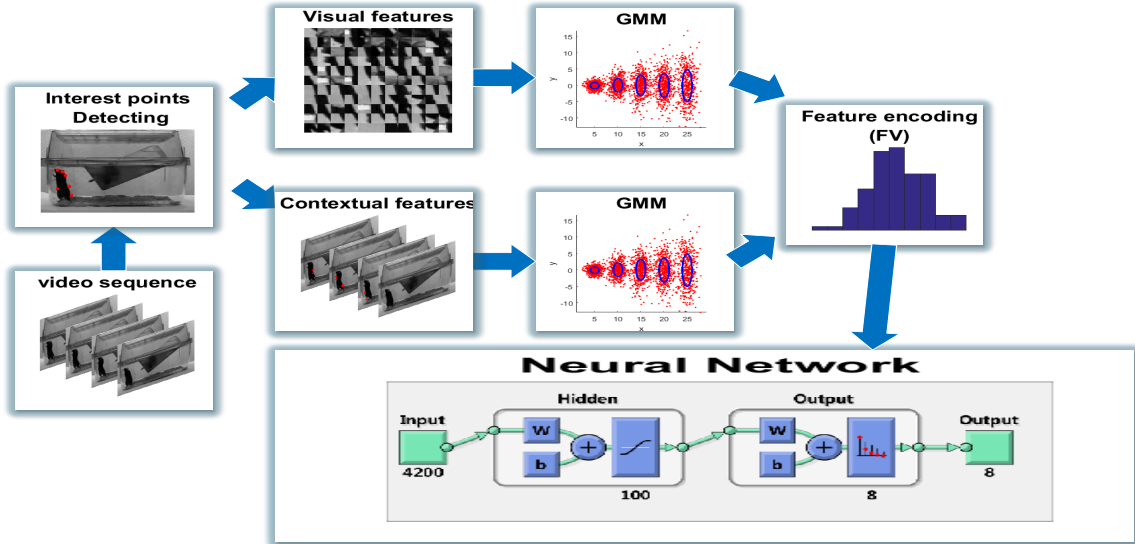 Visual features
GMM
15
10
5
0
-5
-10
y
5 10 15 20 25
x
Interest points
Detecting
Feature encoding
(FV)
Contextual features
GMM
15
10
5
0
-5
-10
y
5 10 15 20 25
x
video sequence
Neural Network
Hidden
Output
Input
W
b
+
W
b
+
Output
4200
100
8
8